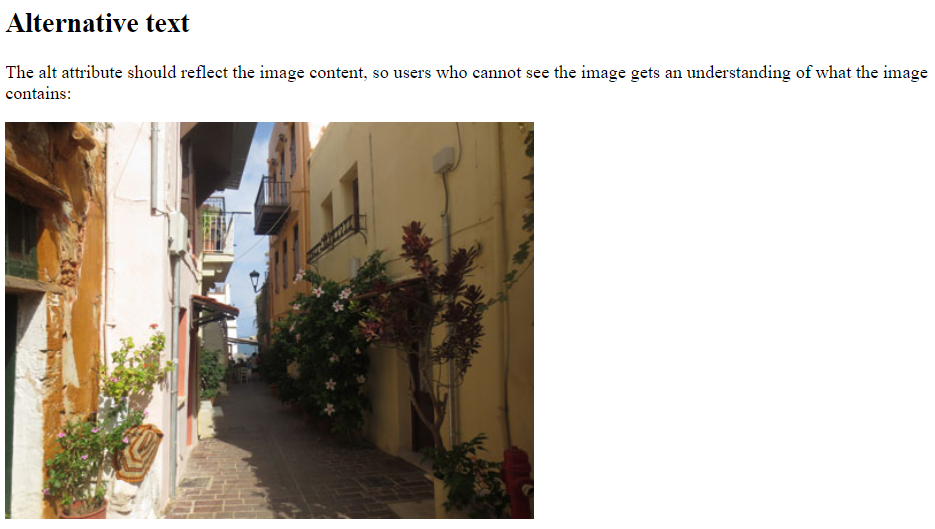 Alternative text
The alt attribute should reflect the image content, so users who cannot see the image gets an understanding of what the image
contains: